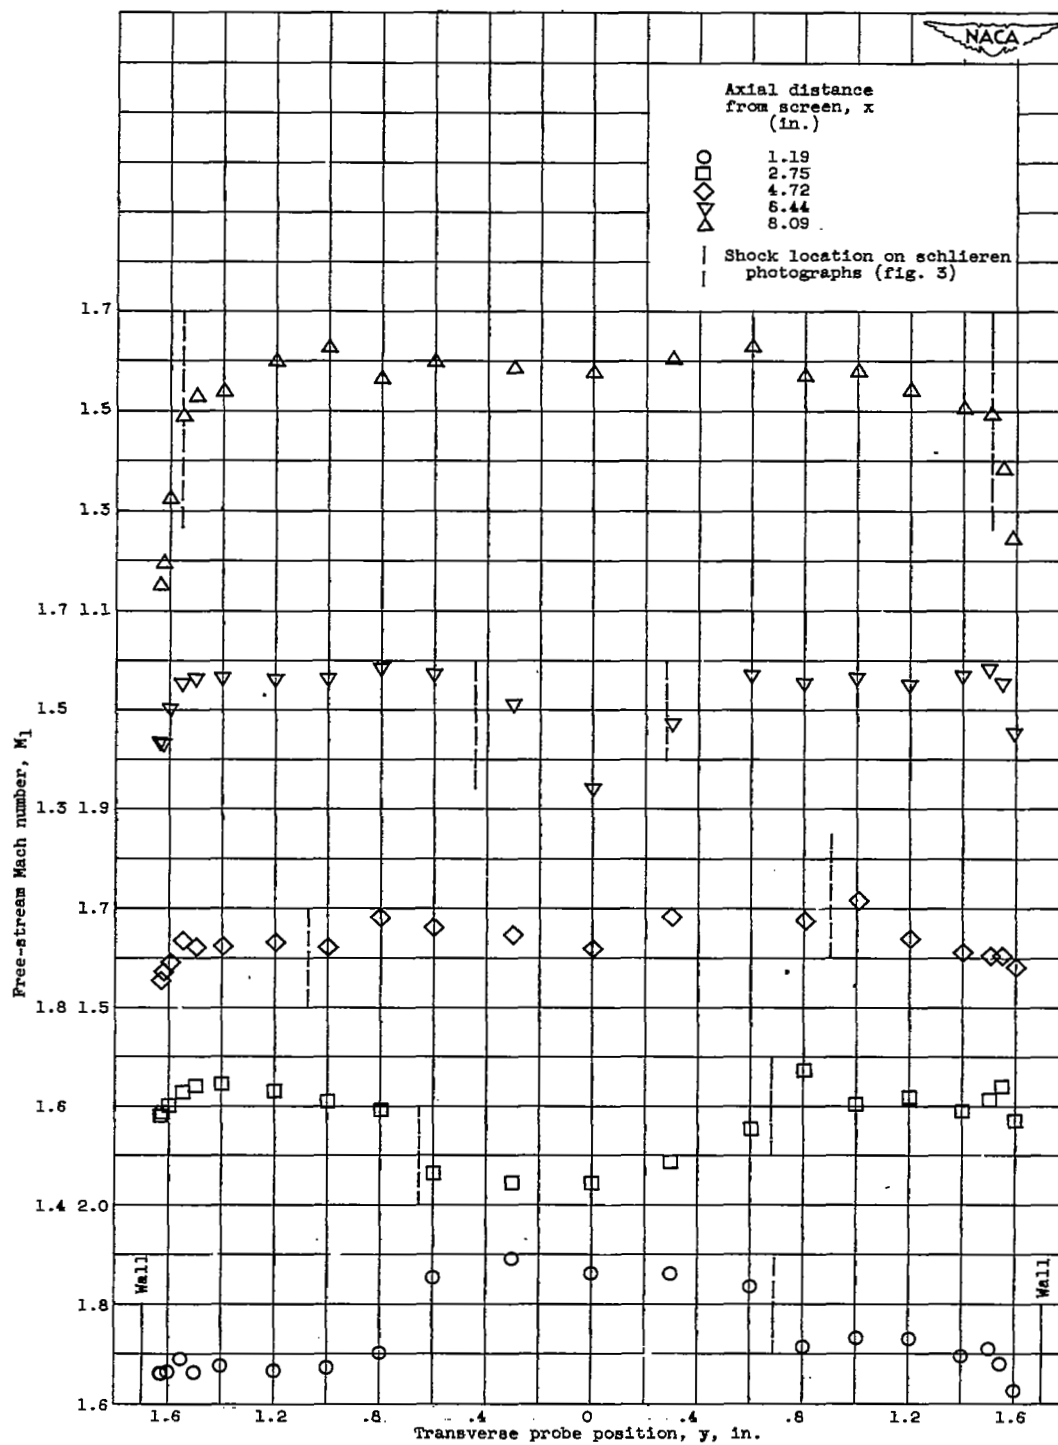 NACA
Axial distance
from screen, x
(in.)
1.19
2.75
4.72
6.44
8.09
Shock location on schlieren
photographs (fig. 3)
1.7
1.5
1.3
1.7 1.1
1.5
1.3 1.9
1.7
1.8 1.5
1.6
1.4 2.0
1.8
1.6
Free-stream Mach number, M1
Wall
Wall
1.6 1.2 .8 .4 0 .4 .8 1.2 1.6
Transverse probe position, y, in.